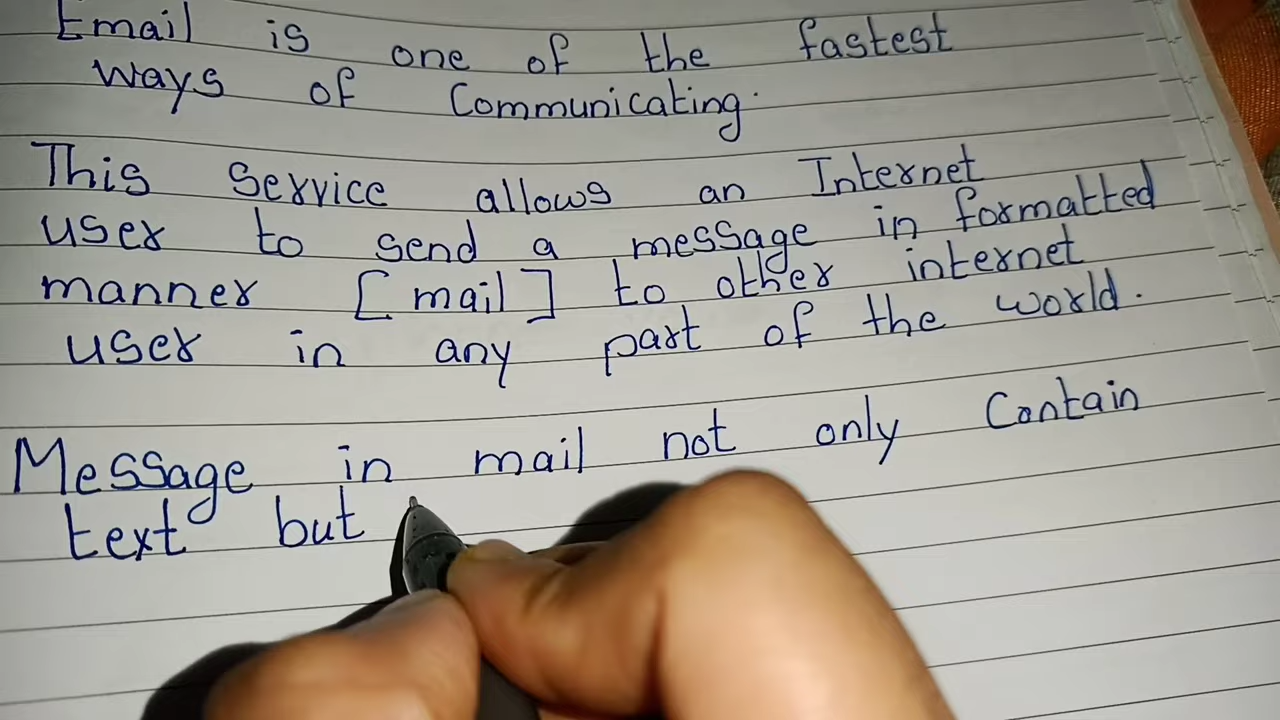 Email is one of the fastest
ways of Communicating.
This Service allows an Internet
user to send a message in formatted
manner [mail] to other internet
user in any part of the world.
Message in mail not only Contain
text but